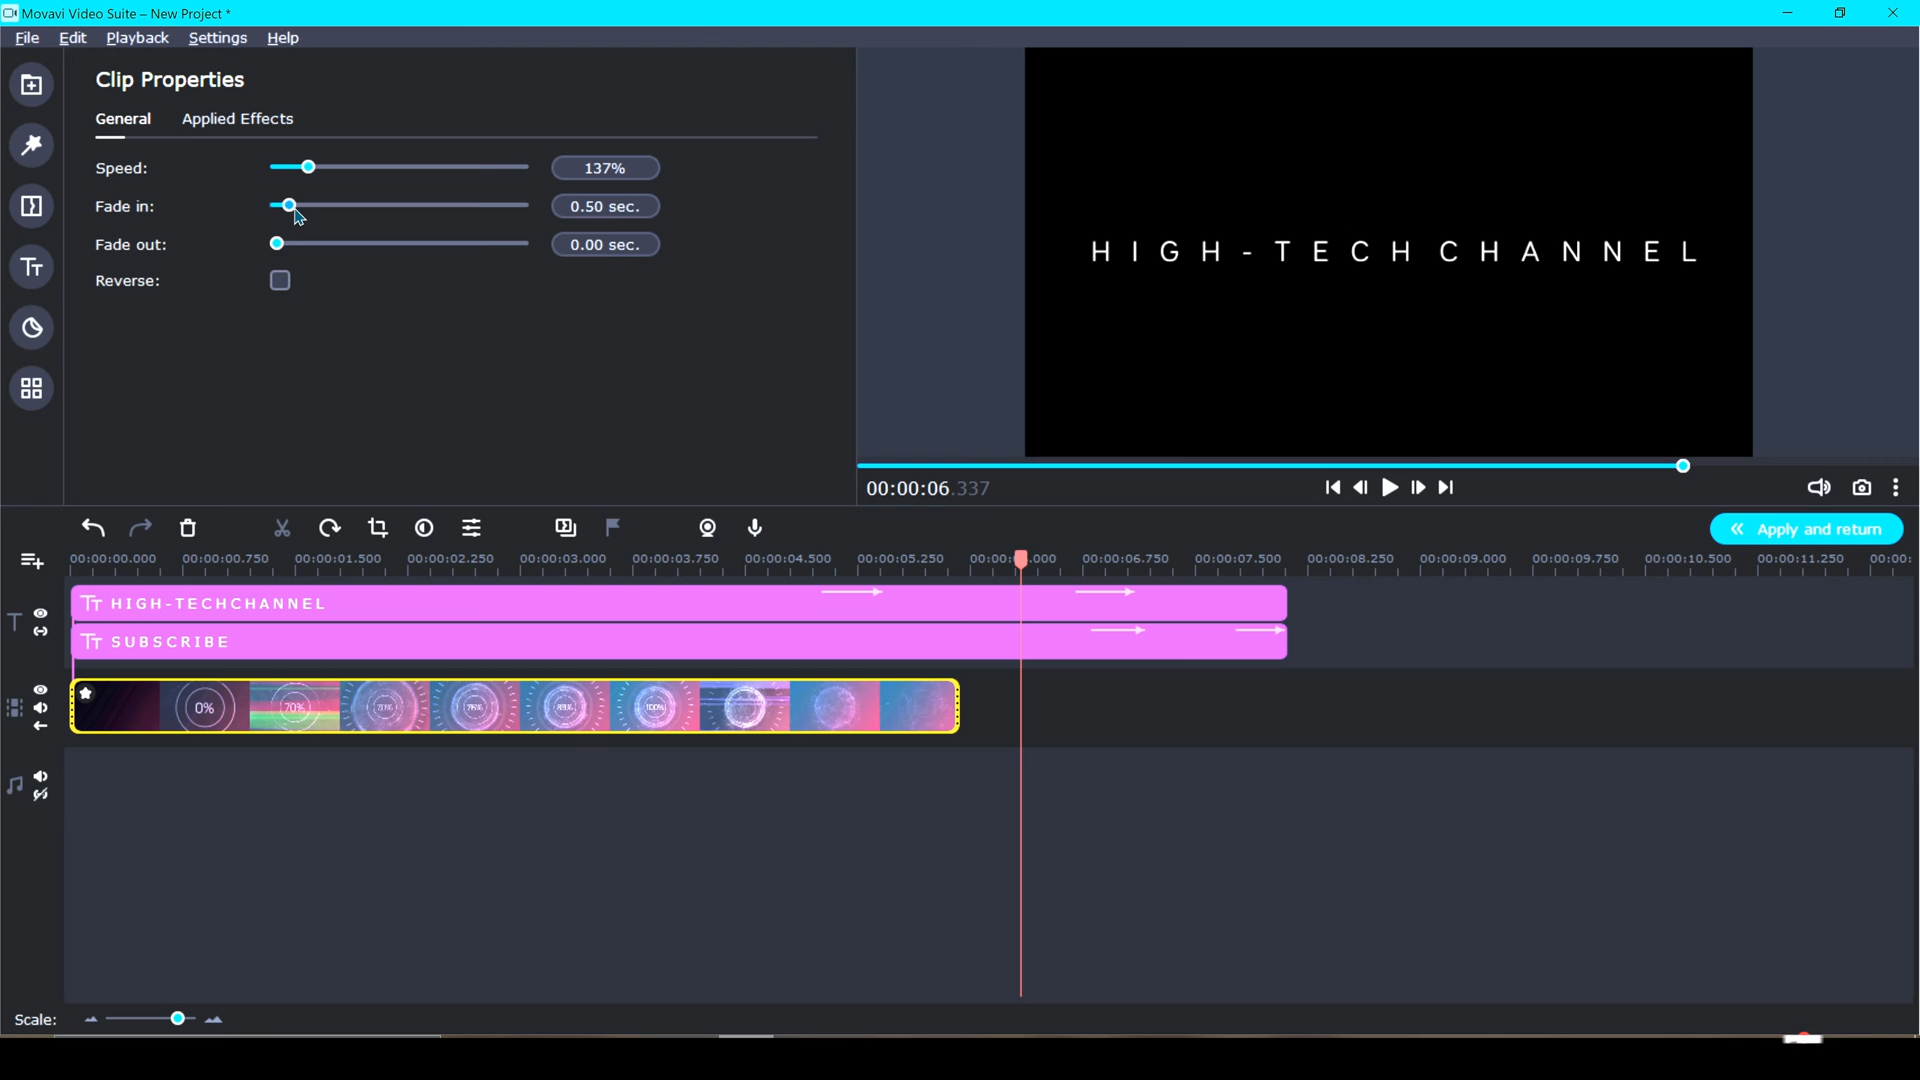 Movavi Video Suite – New Project *
File Edit Playback Settings Help
Clip Properties
General Applied Effects
Speed: 137%
Fade in: 0.50 sec.
Fade out: 0.00 sec.
Reverse:
HIGH-TECH CHANNEL
00:00:06.337
Apply and return
00:00:00.000 00:00:00.750 00:00:01.500 00:00:02.250 00:00:03.000 00:00:03.750 00:00:04.500 00:00:05.250 00:00: .000 00:00:06.750 00:00:07.500 00:00:08.250 00:00:09.000 00:00:09.750 00:00:10.500 00:00:11.250 00:00:
HIGH-TECHCHANNEL
SUBSCRIBE
0% 70% 100%
Scale: